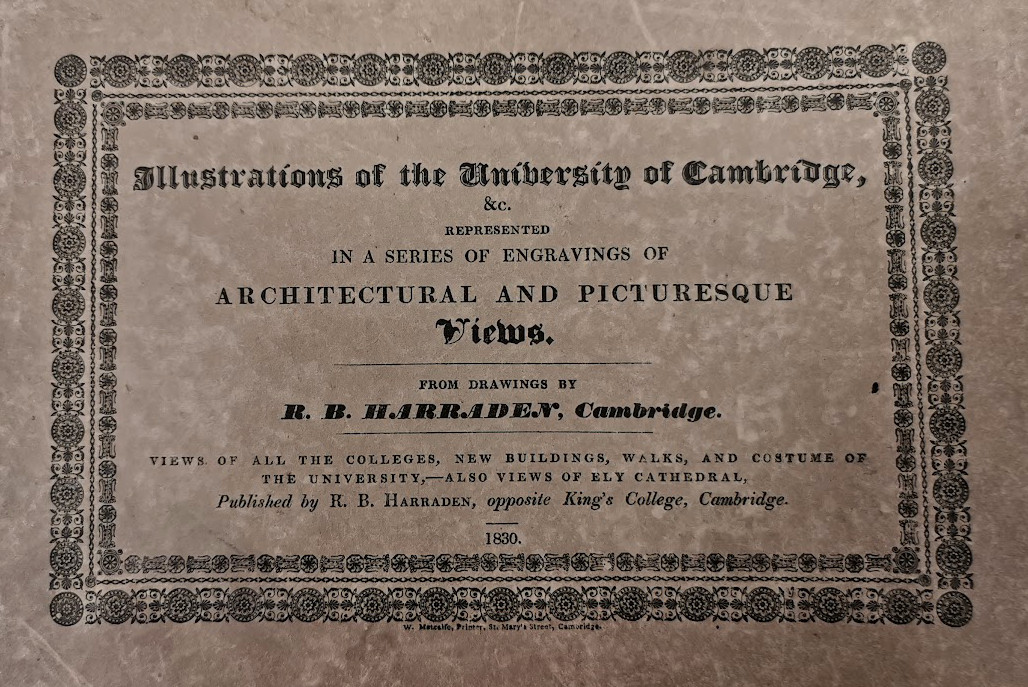 Illustrations of the University of Cambridge,
&c.
REPRESENTED
IN A SERIES OF ENGRAVINGS OF
ARCHITECTURAL AND PICTURESQUE
Views.
FROM DRAWINGS BY
R. B. HARRADEN, Cambridge.
VIEWS OF ALL THE COLLEGES, NEW BUILDINGS, WALKS, AND COSTUME OF
THE UNIVERSITY,—ALSO VIEWS OF ELY CATHEDRAL,
Published by R. B. HARRADEN, opposite King's College, Cambridge.
1830.
W. Metcalfe, Printer, St. Mary's Street, Cambridge.